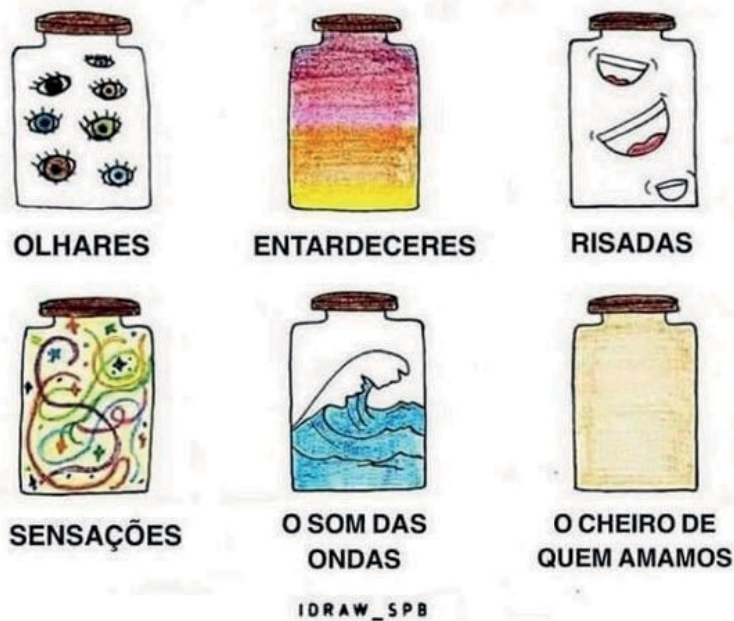 OLHARES
ENTARDECERES
RISADAS
SENSAÇÕES
O SOM DAS
ONDAS
O CHEIRO DE
QUEM AMAMOS
IDRAW_SPB